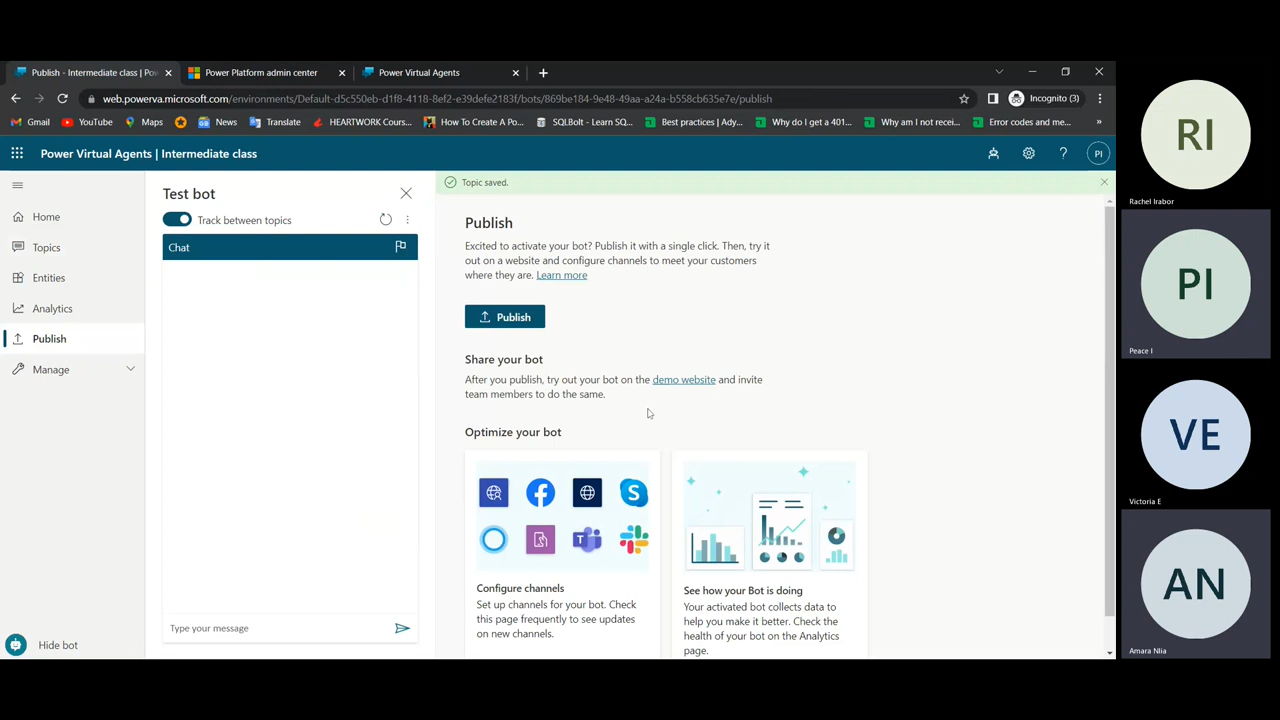 Publish - Intermediate class | Pow
Power Platform admin center
Power Virtual Agents
web.powerva.microsoft.com/environments/Default-d5c550eb-d1f8-4118-8ef2-e39defe2183f/bots/869be184-9e48-49aa-a24a-b558cb635e7e/publish
Incognito (3)
Gmail
YouTube
Maps
News
Translate
HEARTWORK Cours...
How To Create A Po...
SQLBolt - Learn SQ...
Best practices | Ady...
Why do I get a 401...
Why am I not recei...
Error codes and me...
»
Power Virtual Agents | Intermediate class
PI
Home
Topics
Entities
Analytics
Publish
Manage
Hide bot
Test bot
Track between topics
Chat
Type your message
Topic saved.
Publish
Excited to activate your bot? Publish it with a single click. Then, try it
out on a website and configure channels to meet your customers
where they are. Learn more
Publish
Share your bot
After you publish, try out your bot on the demo website and invite
team members to do the same.
Optimize your bot
Configure channels
Set up channels for your bot. Check
this page frequently to see updates
on new channels.
See how your Bot is doing
Your activated bot collects data to
help you make it better. Check the
health of your bot on the Analytics
page.
RI
Rachel Irabor
PI
Peace I
VE
Victoria E
AN
Amara Nlia